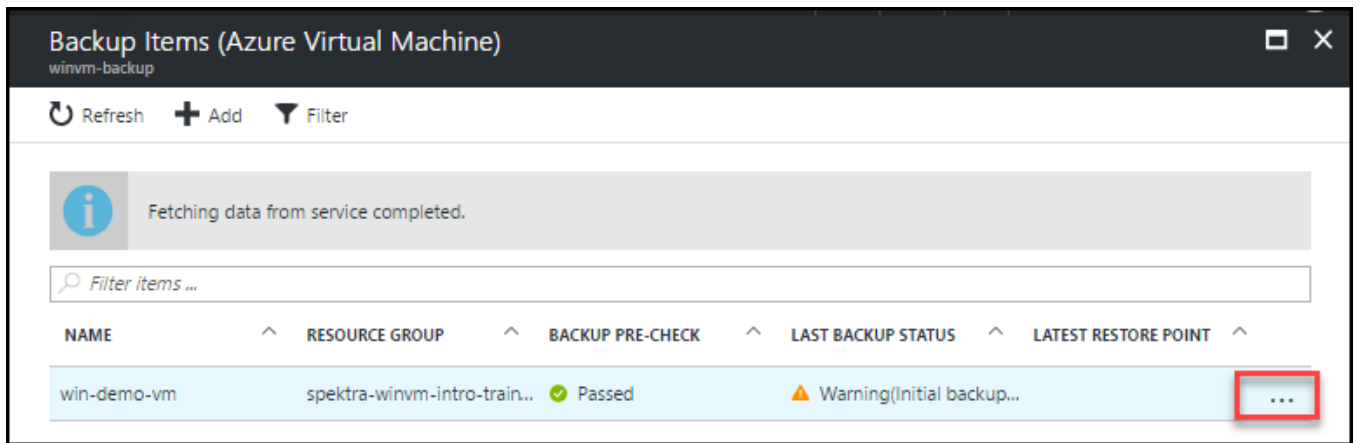 Backup Items (Azure Virtual Machine)
winvm-backup
Refresh Add Filter
Fetching data from service completed.
Filter items ...
NAME RESOURCE GROUP BACKUP PRE-CHECK LAST BACKUP STATUS LATEST RESTORE POINT
win-demo-vm spektra-winvm-intro-train... Passed Warning(Initial backup... ...